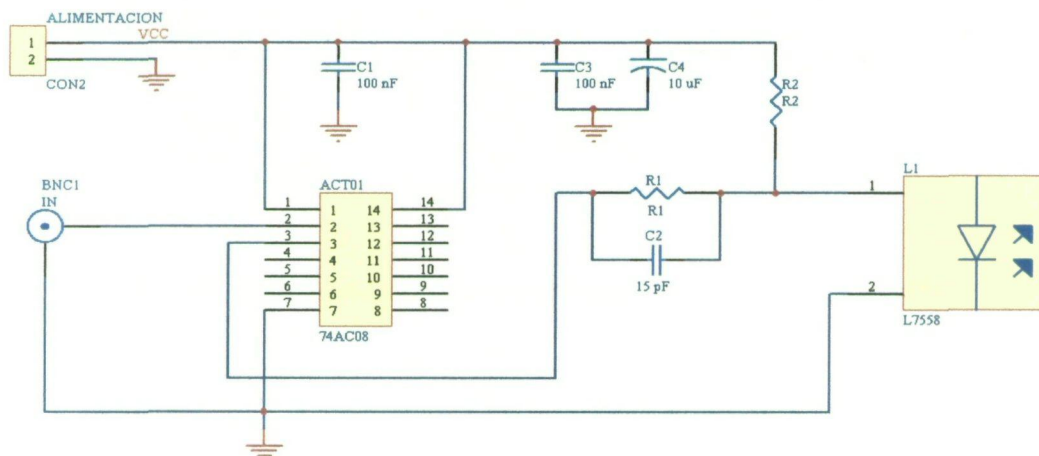 ALIMENTACION
VCC
1
2
CON2
C1
100 nF
C3
100 nF
C4
10 uF
R2
R2
BNC1
IN
ACT01
1 1 14 14
2 2 13 13
3 3 12 12
4 4 11 11
5 5 10 10
6 6 9 9
7 7 8 8
74AC08
R1
R1
C2
15 pF
L1
1
2
L7558